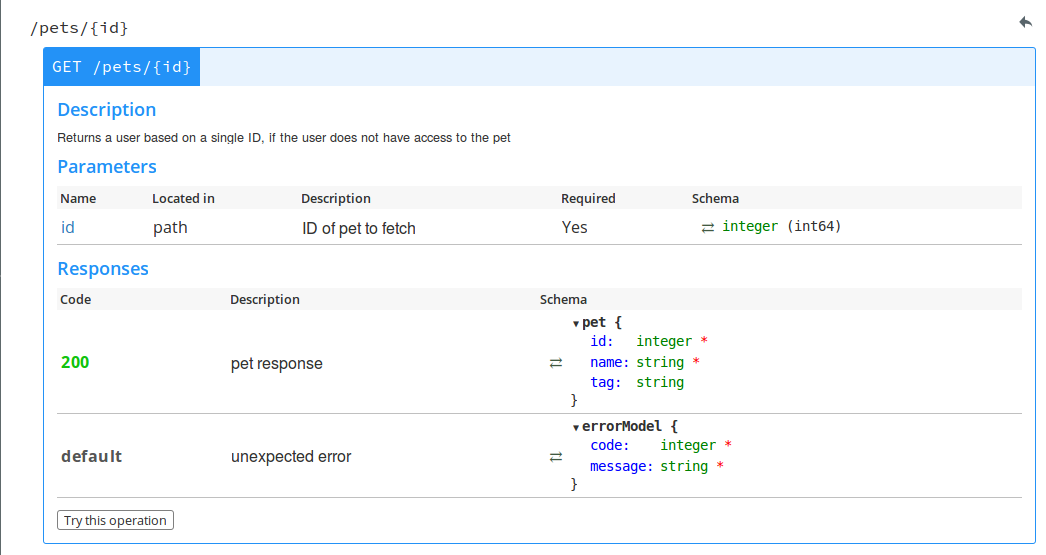 /pets/{id}
GET /pets/{id}
Description
Returns a user based on a single ID, if the user does not have access to the pet
Parameters
Name Located in Description Required Schema
id path ID of pet to fetch Yes ⇄ integer (int64)
Responses
Code Description Schema
▼pet {
id: integer *
200 pet response ⇄ name: string *
tag: string
}
▼errorModel {
code: integer *
default unexpected error ⇄ message: string *
}
Try this operation